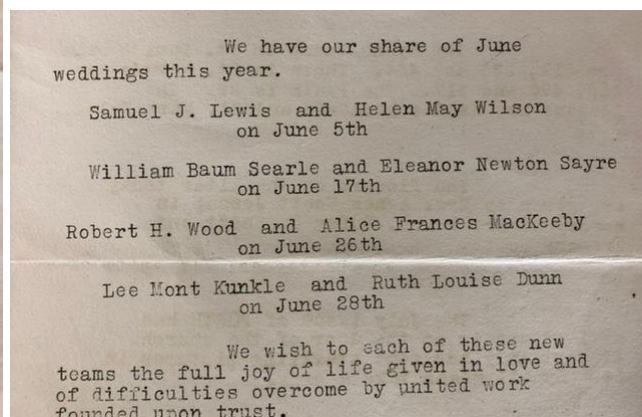 We have our share of June
weddings this year.
Samuel J. Lewis and Helen May Wilson
on June 5th
William Baum Searle and Eleanor Newton Sayre
on June 17th
Robert H. Wood and Alice Frances MacKeeby
on June 26th
Lee Mont Kunkle and Ruth Louise Dunn
on June 28th
We wish to each of these new
teams the full joy of life given in love and
of difficulties overcome by united work
founded upon trust.